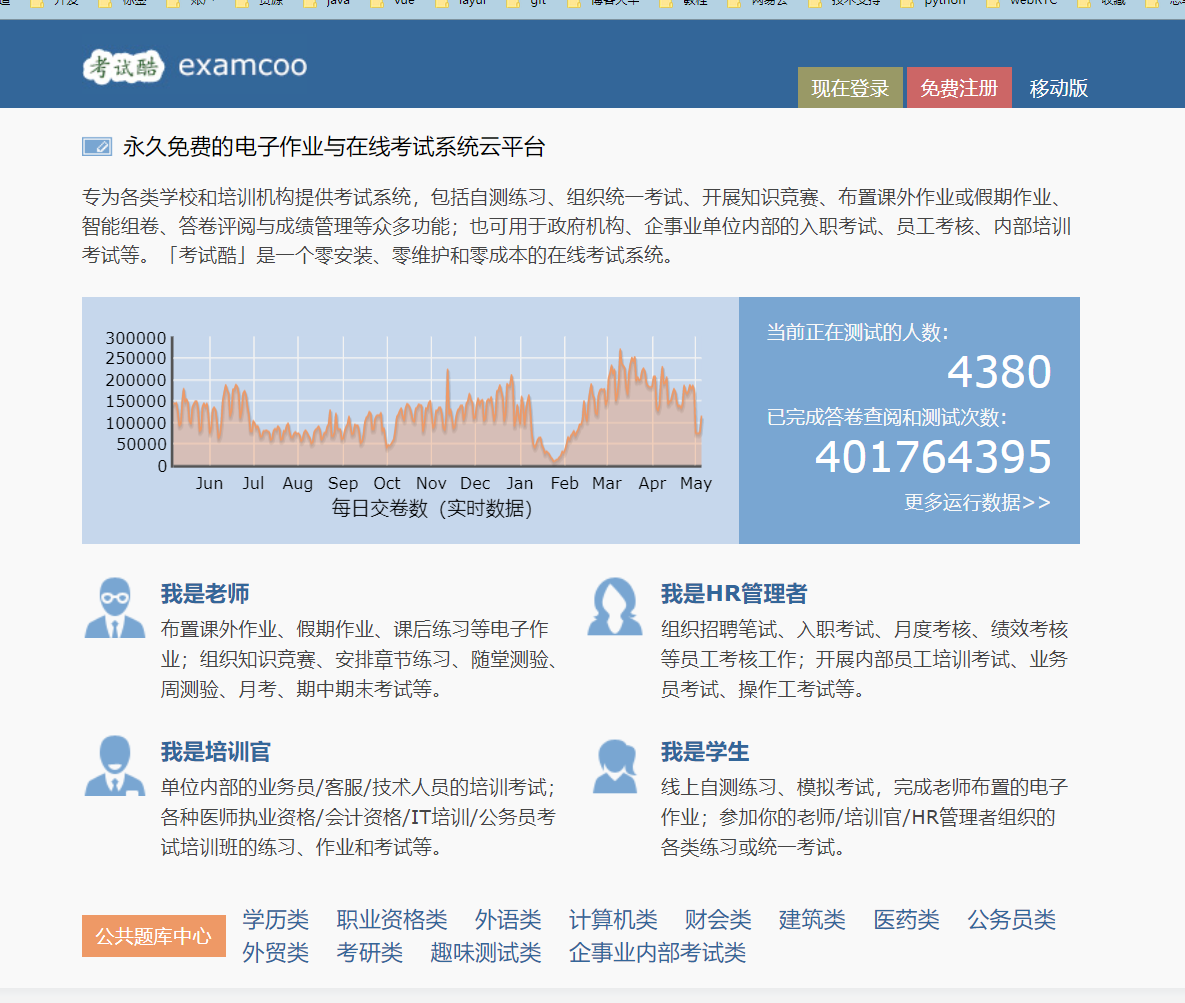 java
vue
layui
git
python
webRTC
考试酷 examcoo
现在登录 免费注册 移动版
永久免费的电子作业与在线考试系统云平台
专为各类学校和培训机构提供考试系统，包括自测练习、组织统一考试、开展知识竞赛、布置课外作业或假期作业、
智能组卷、答卷评阅与成绩管理等众多功能；也可用于政府机构、企事业单位内部的入职考试、员工考核、内部培训
考试等。「考试酷」是一个零安装、零维护和零成本的在线考试系统。
300000
250000
200000
150000
100000
50000
0
Jun Jul Aug Sep Oct Nov Dec Jan Feb Mar Apr May
每日交卷数（实时数据）
当前正在测试的人数：
4380
已完成答卷查阅和测试次数：
401764395
更多运行数据>>
我是老师
布置课外作业、假期作业、课后练习等电子作
业；组织知识竞赛、安排章节练习、随堂测验、
周测验、月考、期中期末考试等。
我是HR管理者
组织招聘笔试、入职考试、月度考核、绩效考核
等员工考核工作；开展内部员工培训考试、业务
员考试、操作工考试等。
我是培训官
单位内部的业务员/客服/技术人员的培训考试；
各种医师执业资格/会计资格/IT培训/公务员考
试培训班的练习、作业和考试等。
我是学生
线上自测练习、模拟考试，完成老师布置的电子
作业；参加你的老师/培训官/HR管理者组织的
各类练习或统一考试。
公共题库中心
学历类 职业资格类 外语类 计算机类 财会类 建筑类 医药类 公务员类
外贸类 考研类 趣味测试类 企事业内部考试类